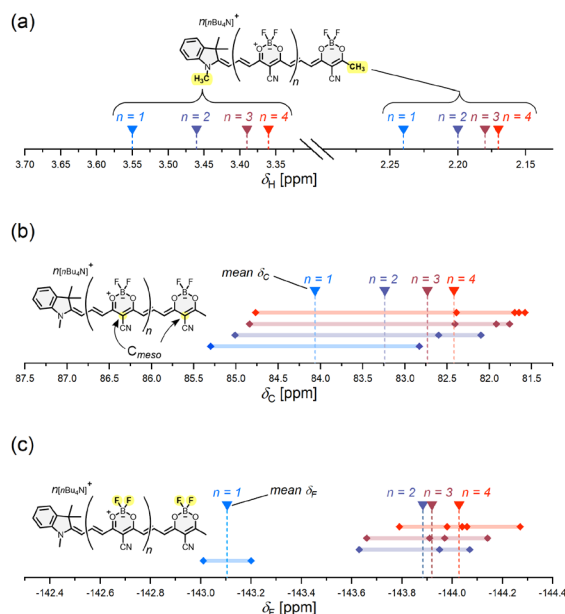 (a)
F F
B
O O
+ −
N
H₃C
CN
n
F F
B
O O
−
CN
CH₃
n[nBu₄N]⁺
n = 1 n = 2 n = 3 n = 4 n = 1 n = 2 n = 3 n = 4
3.70 3.65 3.60 3.55 3.50 3.45 3.40 3.35 2.25 2.20 2.15
δH [ppm]
(b)
n[nBu₄N]⁺
F F F F
B B
+ − −
O O O O
N CN n CN
Cmeso
mean δC n = 1 n = 2 n = 3 n = 4
87.5 87.0 86.5 86.0 85.5 85.0 84.5 84.0 83.5 83.0 82.5 82.0 81.5
δC [ppm]
(c)
n[nBu₄N]⁺
F F F F
B B
+ − −
O O O O
N CN n CN
n = 1 mean δF n = 2 n = 3 n = 4
-142.4 -142.6 -142.8 -143.0 -143.2 -143.4 -143.6 -143.8 -144.0 -144.2 -144.4
δF [ppm]